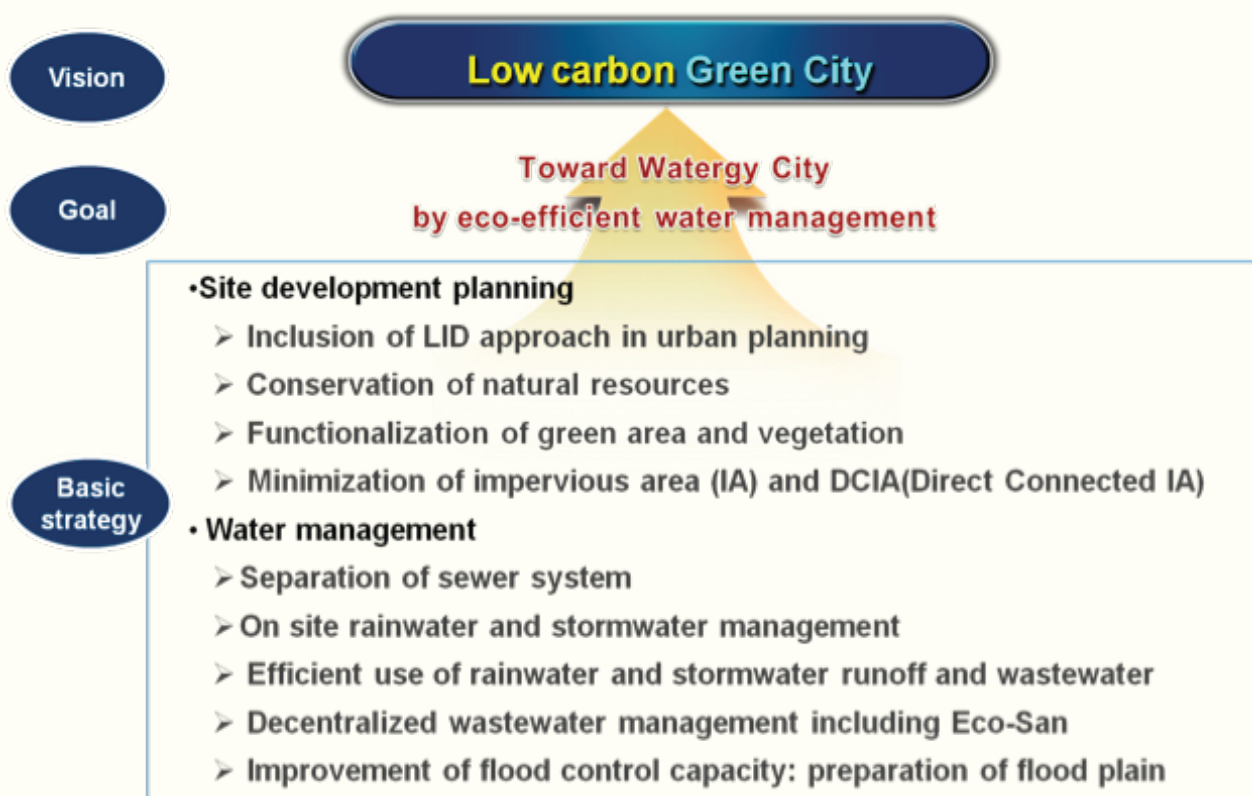 Vision
Low carbon Green City
Goal
Toward Watergy City
by eco-efficient water management
Basic
strategy
•Site development planning
➢ Inclusion of LID approach in urban planning
➢ Conservation of natural resources
➢ Functionalization of green area and vegetation
➢ Minimization of impervious area (IA) and DCIA(Direct Connected IA)
• Water management
➢ Separation of sewer system
➢ On site rainwater and stormwater management
➢ Efficient use of rainwater and stormwater runoff and wastewater
➢ Decentralized wastewater management including Eco-San
➢ Improvement of flood control capacity: preparation of flood plain